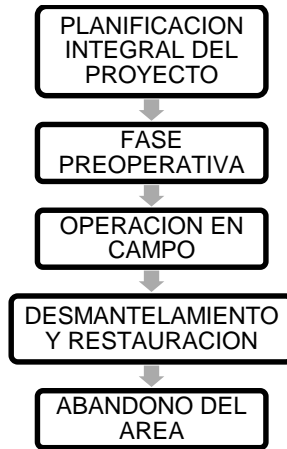 PLANIFICACION
INTEGRAL DEL
PROYECTO
FASE
PREOPERATIVA
OPERACION EN
CAMPO
DESMANTELAMIENTO
Y RESTAURACION
ABANDONO DEL
AREA